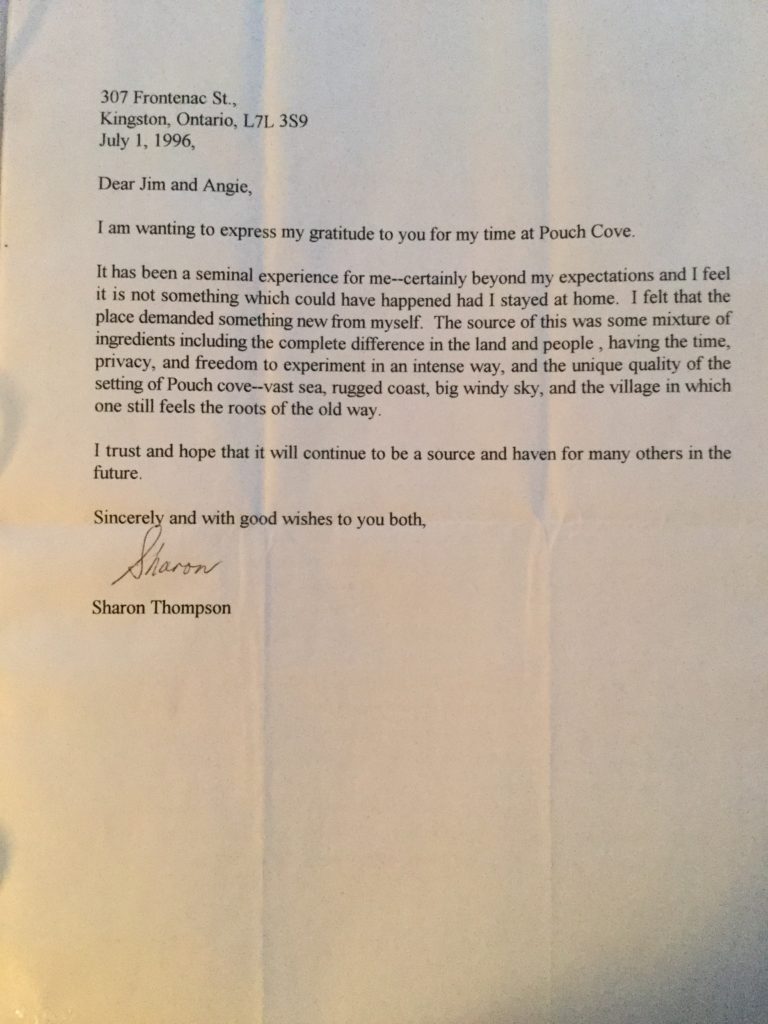 307 Frontenac St.,
Kingston, Ontario, L7L 3S9
July 1, 1996,
Dear Jim and Angie,
I am wanting to express my gratitude to you for my time at Pouch Cove.
It has been a seminal experience for me--certainly beyond my expectations and I feel
it is not something which could have happened had I stayed at home.  I felt that the
place demanded something new from myself.  The source of this was some mixture of
ingredients including the complete difference in the land and people , having the time,
privacy, and freedom to experiment in an intense way, and the unique quality of the
setting of Pouch cove--vast sea, rugged coast, big windy sky, and the village in which
one still feels the roots of the old way.
I trust and hope that it will continue to be a source and haven for many others in the
future.
Sincerely and with good wishes to you both,
Sharon
Sharon Thompson